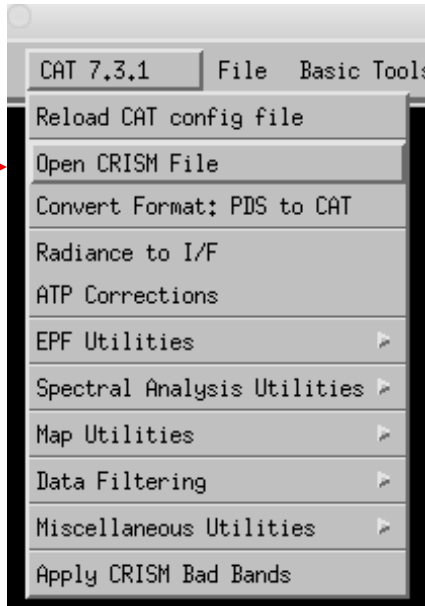 CAT 7.3.1 File Basic Tools
Reload CAT config file
Open CRISM File
Convert Format: PDS to CAT
Radiance to I/F
ATP Corrections
EPF Utilities
Spectral Analysis Utilities
Map Utilities
Data Filtering
Miscellaneous Utilities
Apply CRISM Bad Bands